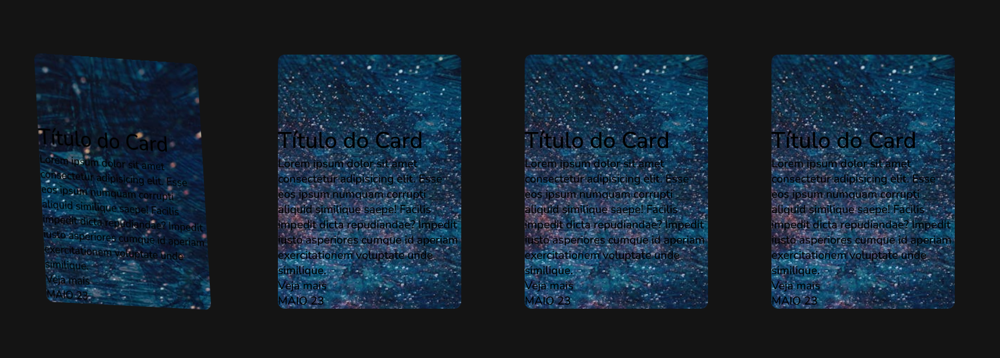 Título do Card
Lorem ipsum dolor sit amet
consectetur adipisicing elit. Esse
eos ipsum numquam corrupti
aliquid similique saepe! Facilis
impedit dicta repudiandae? Impedit
iusto asperiores cumque id aperiam
exercitationem voluptate unde
similique.
Veja mais
MAIO 23
Título do Card
Lorem ipsum dolor sit amet
consectetur adipisicing elit. Esse
eos ipsum numquam corrupti
aliquid similique saepe! Facilis
impedit dicta repudiandae? Impedit
iusto asperiores cumque id aperiam
exercitationem voluptate unde
similique.
Veja mais
MAIO 23
Título do Card
Lorem ipsum dolor sit amet
consectetur adipisicing elit. Esse
eos ipsum numquam corrupti
aliquid similique saepe! Facilis
impedit dicta repudiandae? Impedit
iusto asperiores cumque id aperiam
exercitationem voluptate unde
similique.
Veja mais
MAIO 23
Título do Card
Lorem ipsum dolor sit amet
consectetur adipisicing elit. Esse
eos ipsum numquam corrupti
aliquid similique saepe! Facilis
impedit dicta repudiandae? Impedit
iusto asperiores cumque id aperiam
exercitationem voluptate unde
similique.
Veja mais
MAIO 23